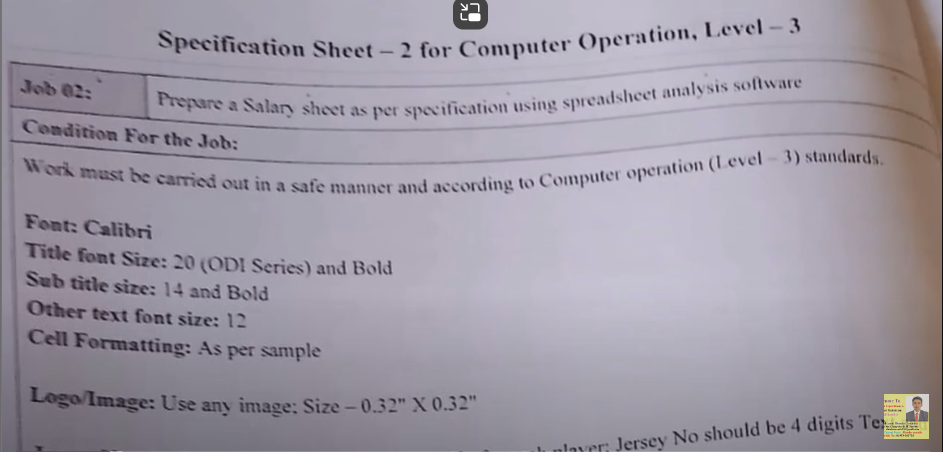 Specification Sheet – 2 for Computer Operation, Level – 3
Job 02:
Prepare a Salary sheet as per specification using spreadsheet analysis software
Condition For the Job:
Work must be carried out in a safe manner and according to Computer operation (Level – 3) standards.
Font: Calibri
Title font Size: 20 (ODI Series) and Bold
Sub title size: 14 and Bold
Other text font size: 12
Cell Formatting: As per sample
Logo/Image: Use any image; Size – 0.32" X 0.32"
player; Jersey No should be 4 digits